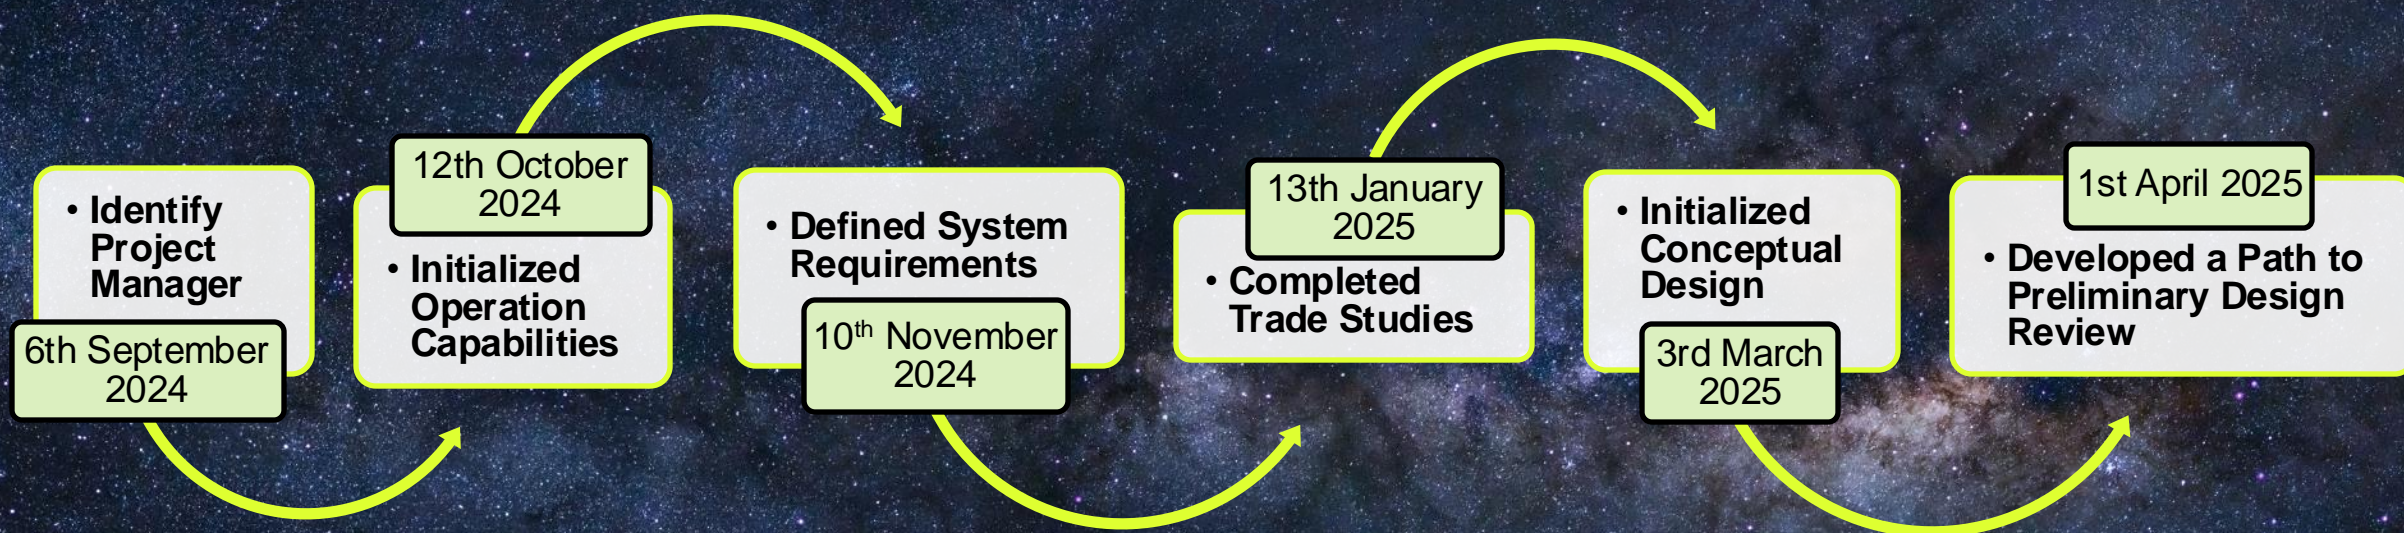 • Identify
Project
Manager
6th September
2024
12th October
2024
• Initialized
Operation
Capabilities
• Defined System
Requirements
10th November
2024
13th January
2025
• Completed
Trade Studies
• Initialized
Conceptual
Design
3rd March
2025
1st April 2025
• Developed a Path to
Preliminary Design
Review